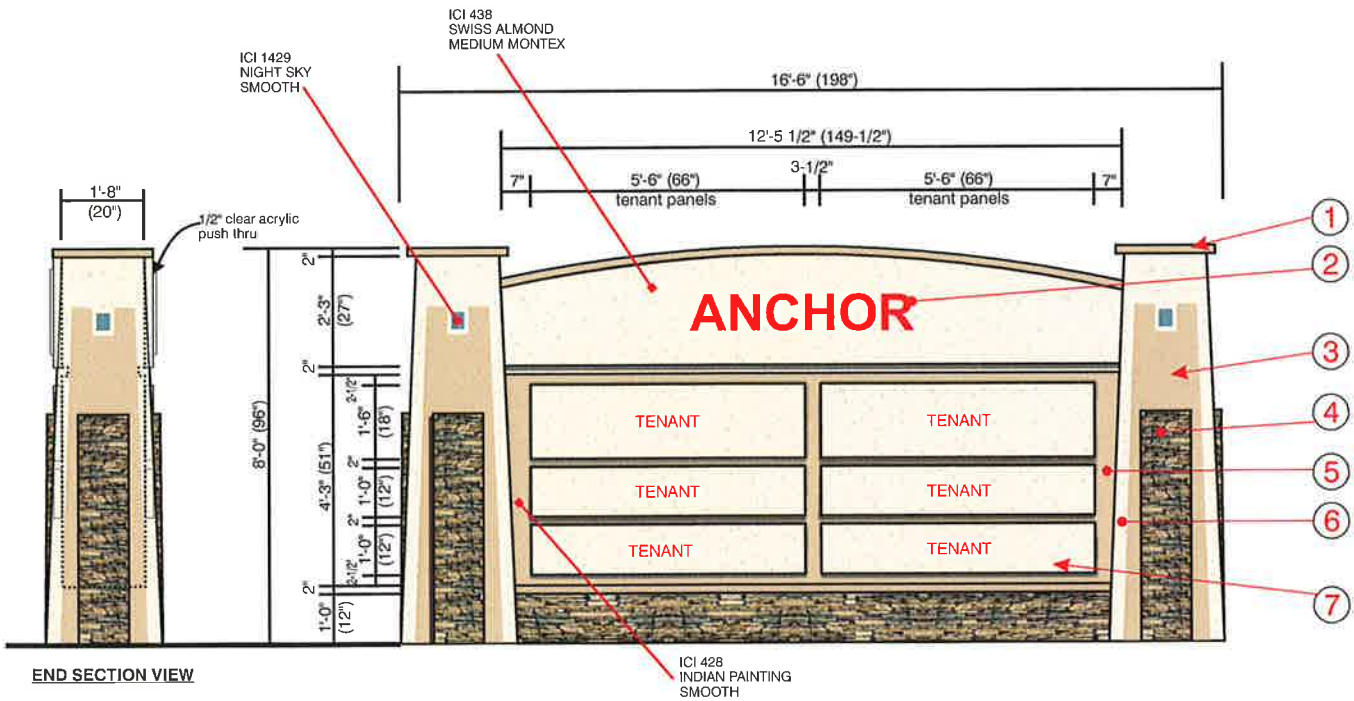 ICI 438
SWISS ALMOND
MEDIUM MONTEX
ICI 1429
NIGHT SKY
SMOOTH
16'-6" (198")
12'-5 1/2" (149-1/2")
3-1/2"
7"
5'-6" (66")
tenant panels
5'-6" (66")
tenant panels
7"
1'-8"
(20")
1/2" clear acrylic
push thru
8'-0" (96")
2"
2'-3"
(27")
2"
4'-3" (51")
2"
1'-0"
(12")
2-1/2"
1'-6"
(18")
2"
1'-0"
(12")
2"
1'-0"
(12")
2-1/2"
ANCHOR
TENANT
TENANT
TENANT
TENANT
TENANT
TENANT
1
2
3
4
5
6
7
END SECTION VIEW
ICI 428
INDIAN PAINTING
SMOOTH